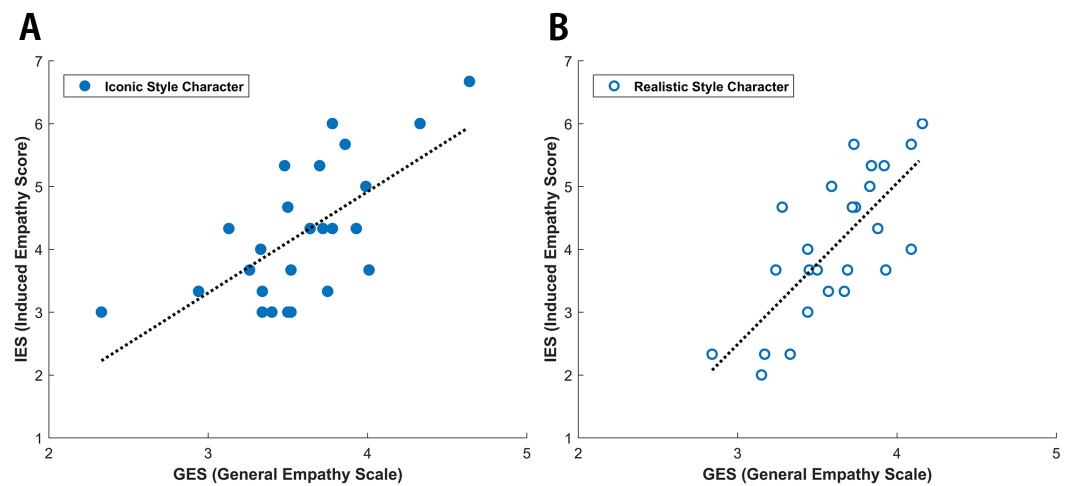 A
B
Iconic Style Character
Realistic Style Character
7
6
5
4
3
2
1
2
3
4
5
IES (Induced Empathy Score)
GES (General Empathy Scale)
7
6
5
4
3
2
1
2
3
4
5
IES (Induced Empathy Score)
GES (General Empathy Scale)